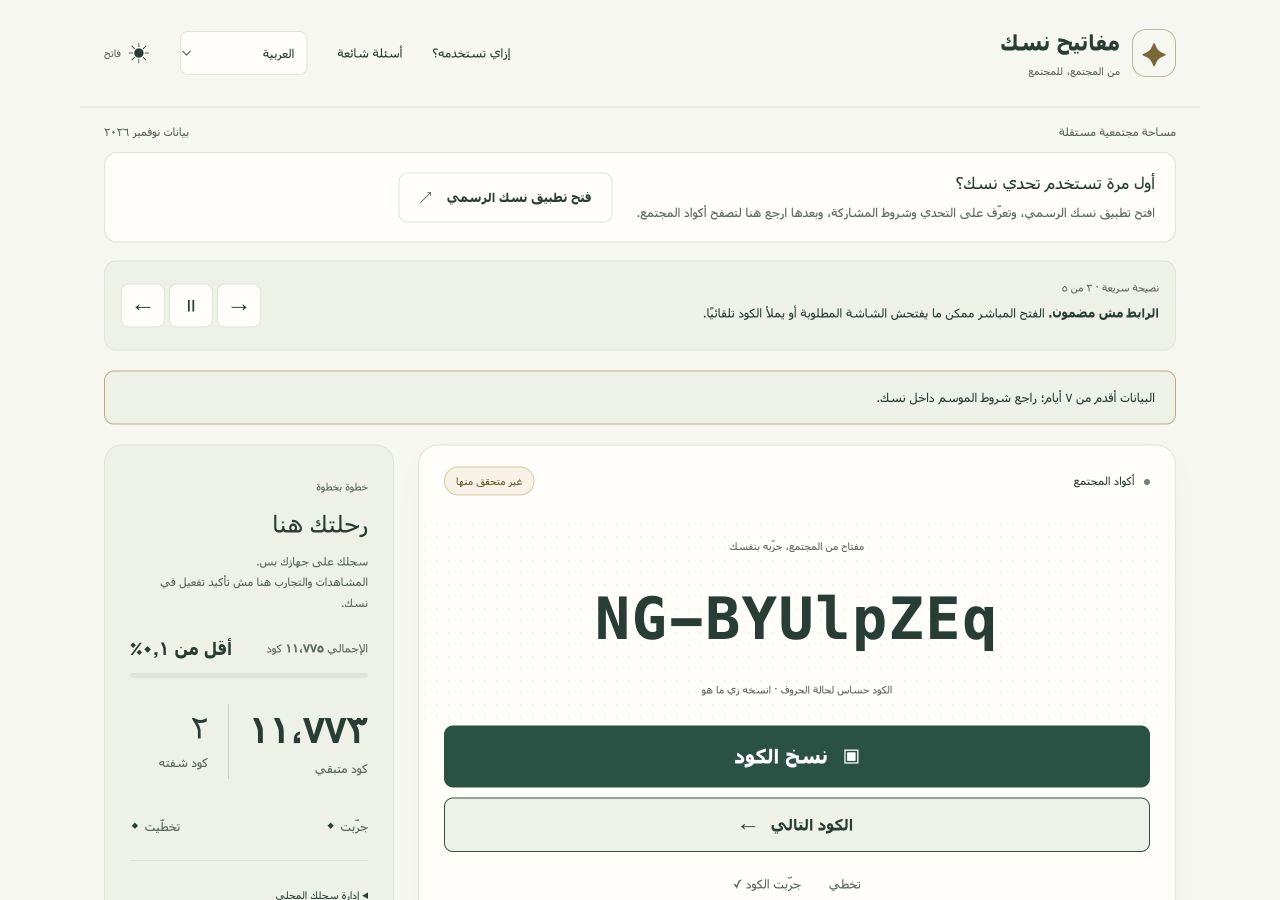 مفاتيح نسك
من المجتمع، للمجتمع
إزاي تستخدمه؟
أسئلة شائعة
العربية
فاتح
مساحة مجتمعية مستقلة
بيانات نوفمبر ٢٠٢٦
أول مرة تستخدم تحدي نسك؟
افتح تطبيق نسك الرسمي، وتعرّف على التحدي وشروط المشاركة، وبعدها ارجع هنا لتصفح أكواد المجتمع.
فتح تطبيق نسك الرسمي ↗
نصيحة سريعة · ٣ من ٥
الرابط مش مضمون. الفتح المباشر ممكن ما يفتحش الشاشة المطلوبة أو يملأ الكود تلقائيًا.
البيانات أقدم من ٧ أيام؛ راجع شروط الموسم داخل نسك.
أكواد المجتمع
غير متحقق منها
مفتاح من المجتمع، جرّبه بنفسك
NG-BYUlpZEq
الكود حساس لحالة الحروف · انسخه زي ما هو
▣ نسخ الكود
الكود التالي ←
تخطي
جرّبت الكود ✓
خطوة بخطوة
رحلتك هنا
سجلك على جهازك بس.
المشاهدات والتجارب هنا مش تأكيد تفعيل في
نسك.
الإجمالي ١١،٧٧٥ كود
أقل من ٠,١٪
١١،٧٧٣
كود متبقي
٢
كود شفته
جرّبت ٠
تخطّيت ٠
إدارة سجلك المحلي